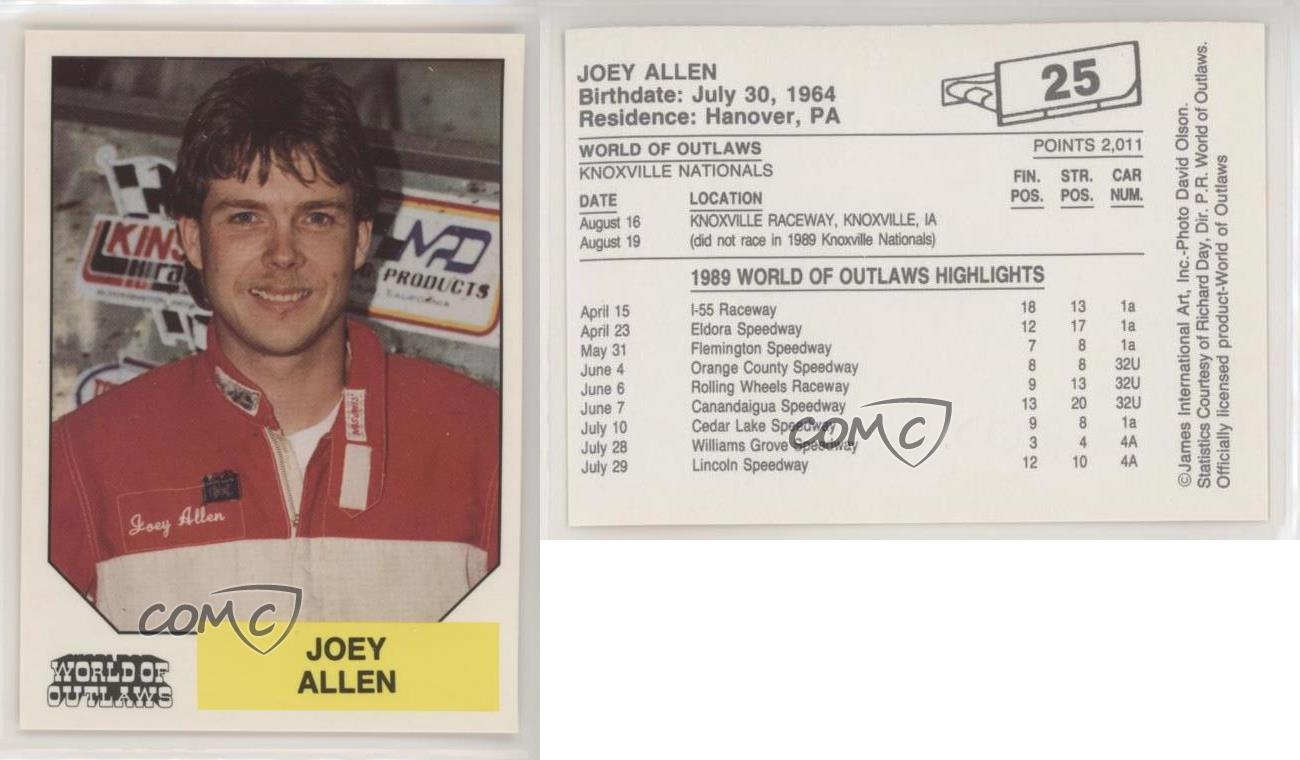 KINS
MPD
PRODUCTS
CALIFORNIA
Joey Allen
COMC
JOEY
ALLEN
WORLD OF
OUTLAWS
JOEY ALLEN
Birthdate: July 30, 1964
Residence: Hanover, PA
25
WORLD OF OUTLAWS POINTS 2,011
KNOXVILLE NATIONALS
FIN. STR. CAR
DATE LOCATION POS. POS. NUM.
August 16 KNOXVILLE RACEWAY, KNOXVILLE, IA
August 19 (did not race in 1989 Knoxville Nationals)
1989 WORLD OF OUTLAWS HIGHLIGHTS
April 15 I-55 Raceway 18 13 1a
April 23 Eldora Speedway 12 17 1a
May 31 Flemington Speedway 7 8 1a
June 4 Orange County Speedway 8 8 32U
June 6 Rolling Wheels Raceway 9 13 32U
June 7 Canandaigua Speedway 13 20 32U
July 10 Cedar Lake Speedway 9 8 1a
July 28 Williams Grove Speedway 3 4 4A
July 29 Lincoln Speedway 12 10 4A
COMC
©James International Art, Inc.-Photo David Olson.
Statistics Courtesy of Richard Day, Dir. P.R. World of Outlaws.
Officially licensed product-World of Outlaws